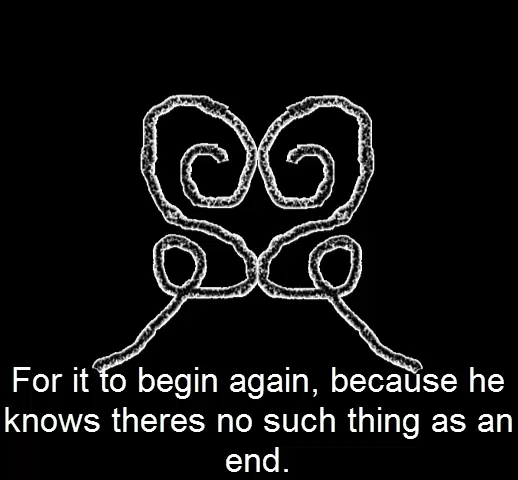 For it to begin again, because he
knows theres no such thing as an
end.